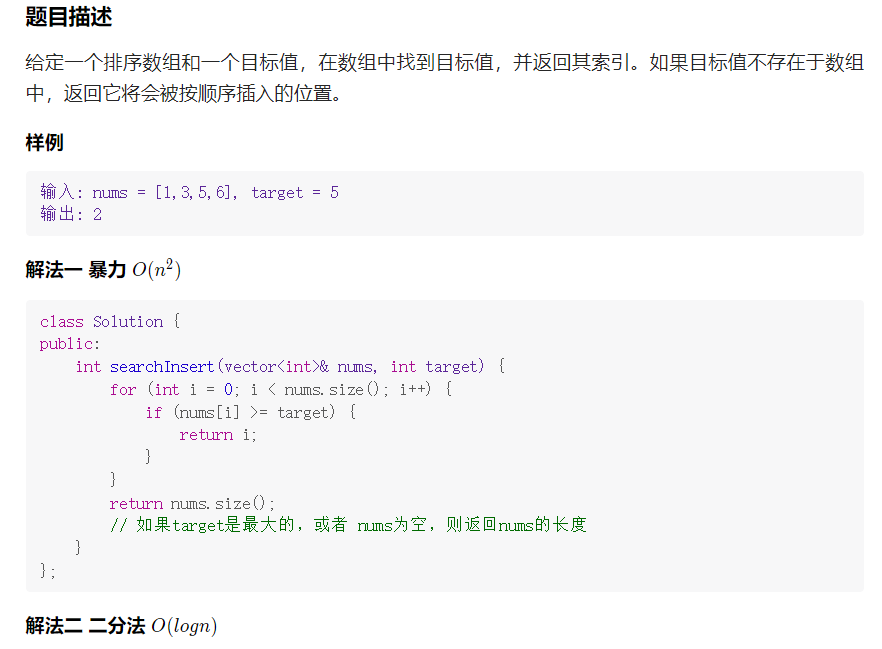 题目描述
给定一个排序数组和一个目标值，在数组中找到目标值，并返回其索引。如果目标值不存在于数组
中，返回它将会被按顺序插入的位置。
样例
输入: nums = [1,3,5,6], target = 5
输出: 2
解法一 暴力 O(n²)
class Solution {
public:
    int searchInsert(vector<int>& nums, int target) {
        for (int i = 0; i < nums.size(); i++) {
            if (nums[i] >= target) {
                return i;
            }
        }
        return nums.size();
        // 如果target是最大的，或者 nums为空，则返回nums的长度
    }
};
解法二 二分法 O(logn)